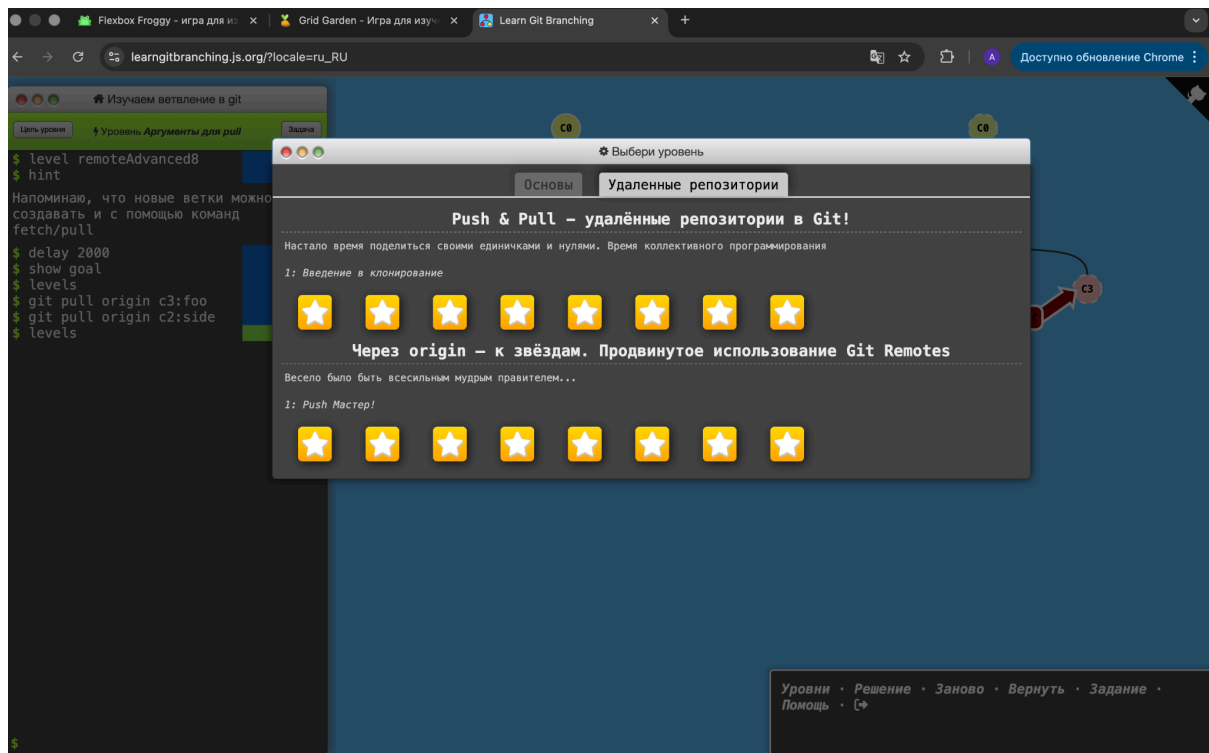 Flexbox Froggy - игра для из
Grid Garden - Игра для изуч
Learn Git Branching
learngitbranching.js.org/?locale=ru_RU
A
Доступно обновление Chrome
Изучаем ветвление в git
Цель уровня
Уровень Аргументы для pull
Задача
$ level remoteAdvanced8
$ hint
Напоминаю, что новые ветки можно
создавать и с помощью команд
fetch/pull
$ delay 2000
$ show goal
$ levels
$ git pull origin c3:foo
$ git pull origin c2:side
$ levels
$
C0
C0
C3
Выбери уровень
Основы
Удаленные репозитории
Push & Pull – удалённые репозитории в Git!
Настало время поделиться своими единичками и нулями. Время коллективного программирования
1: Введение в клонирование
Через origin – к звёздам. Продвинутое использование Git Remotes
Весело было быть всесильным мудрым правителем...
1: Push Мастер!
Уровни · Решение · Заново · Вернуть · Задание ·
Помощь ·